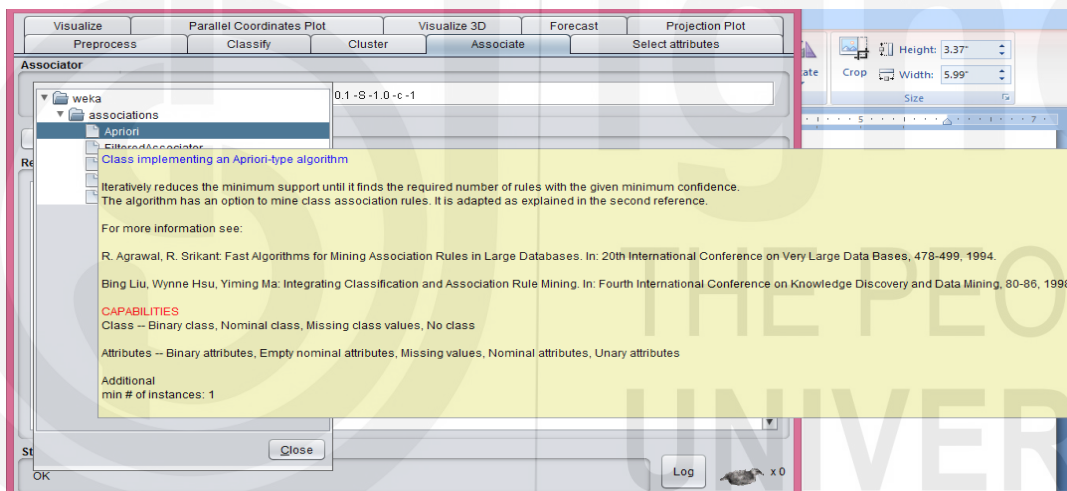 Visualize Parallel Coordinates Plot Visualize 3D Forecast Projection Plot
Preprocess Classify Cluster Associate Select attributes
Associator
0.1 -S -1.0 -c -1
weka
associations
Apriori
FilteredAssociator
Class implementing an Apriori-type algorithm
Iteratively reduces the minimum support until it finds the required number of rules with the given minimum confidence.
The algorithm has an option to mine class association rules. It is adapted as explained in the second reference.
For more information see:
R. Agrawal, R. Srikant: Fast Algorithms for Mining Association Rules in Large Databases. In: 20th International Conference on Very Large Data Bases, 478-499, 1994.
Bing Liu, Wynne Hsu, Yiming Ma: Integrating Classification and Association Rule Mining. In: Fourth International Conference on Knowledge Discovery and Data Mining, 80-86, 1998
CAPABILITIES
Class -- Binary class, Nominal class, Missing class values, No class
Attributes -- Binary attributes, Empty nominal attributes, Missing values, Nominal attributes, Unary attributes
Additional
min # of instances: 1
Close
OK
Log
x 0
Crop
Height: 3.37"
Width: 5.99"
Size
5 7
THE PEO
UNIVER